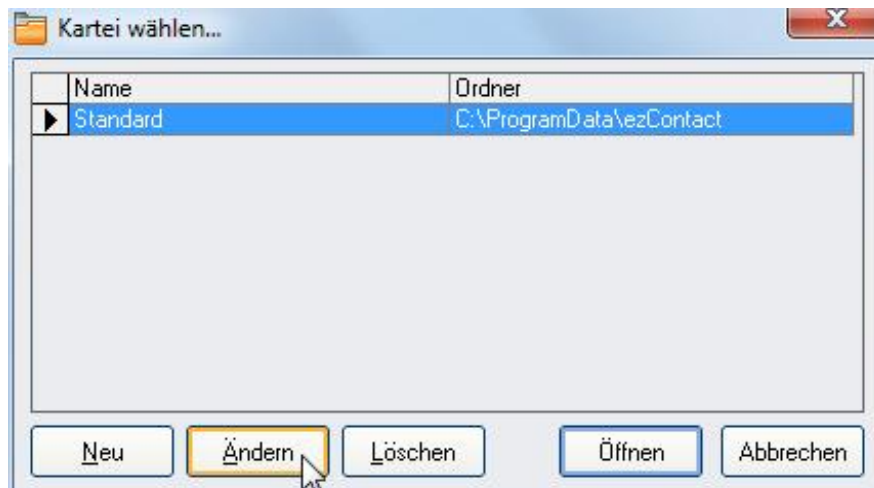 Kartei wählen...
Name Ordner
Standard C:\ProgramData\ezContact
Neu Ändern Löschen Öffnen Abbrechen